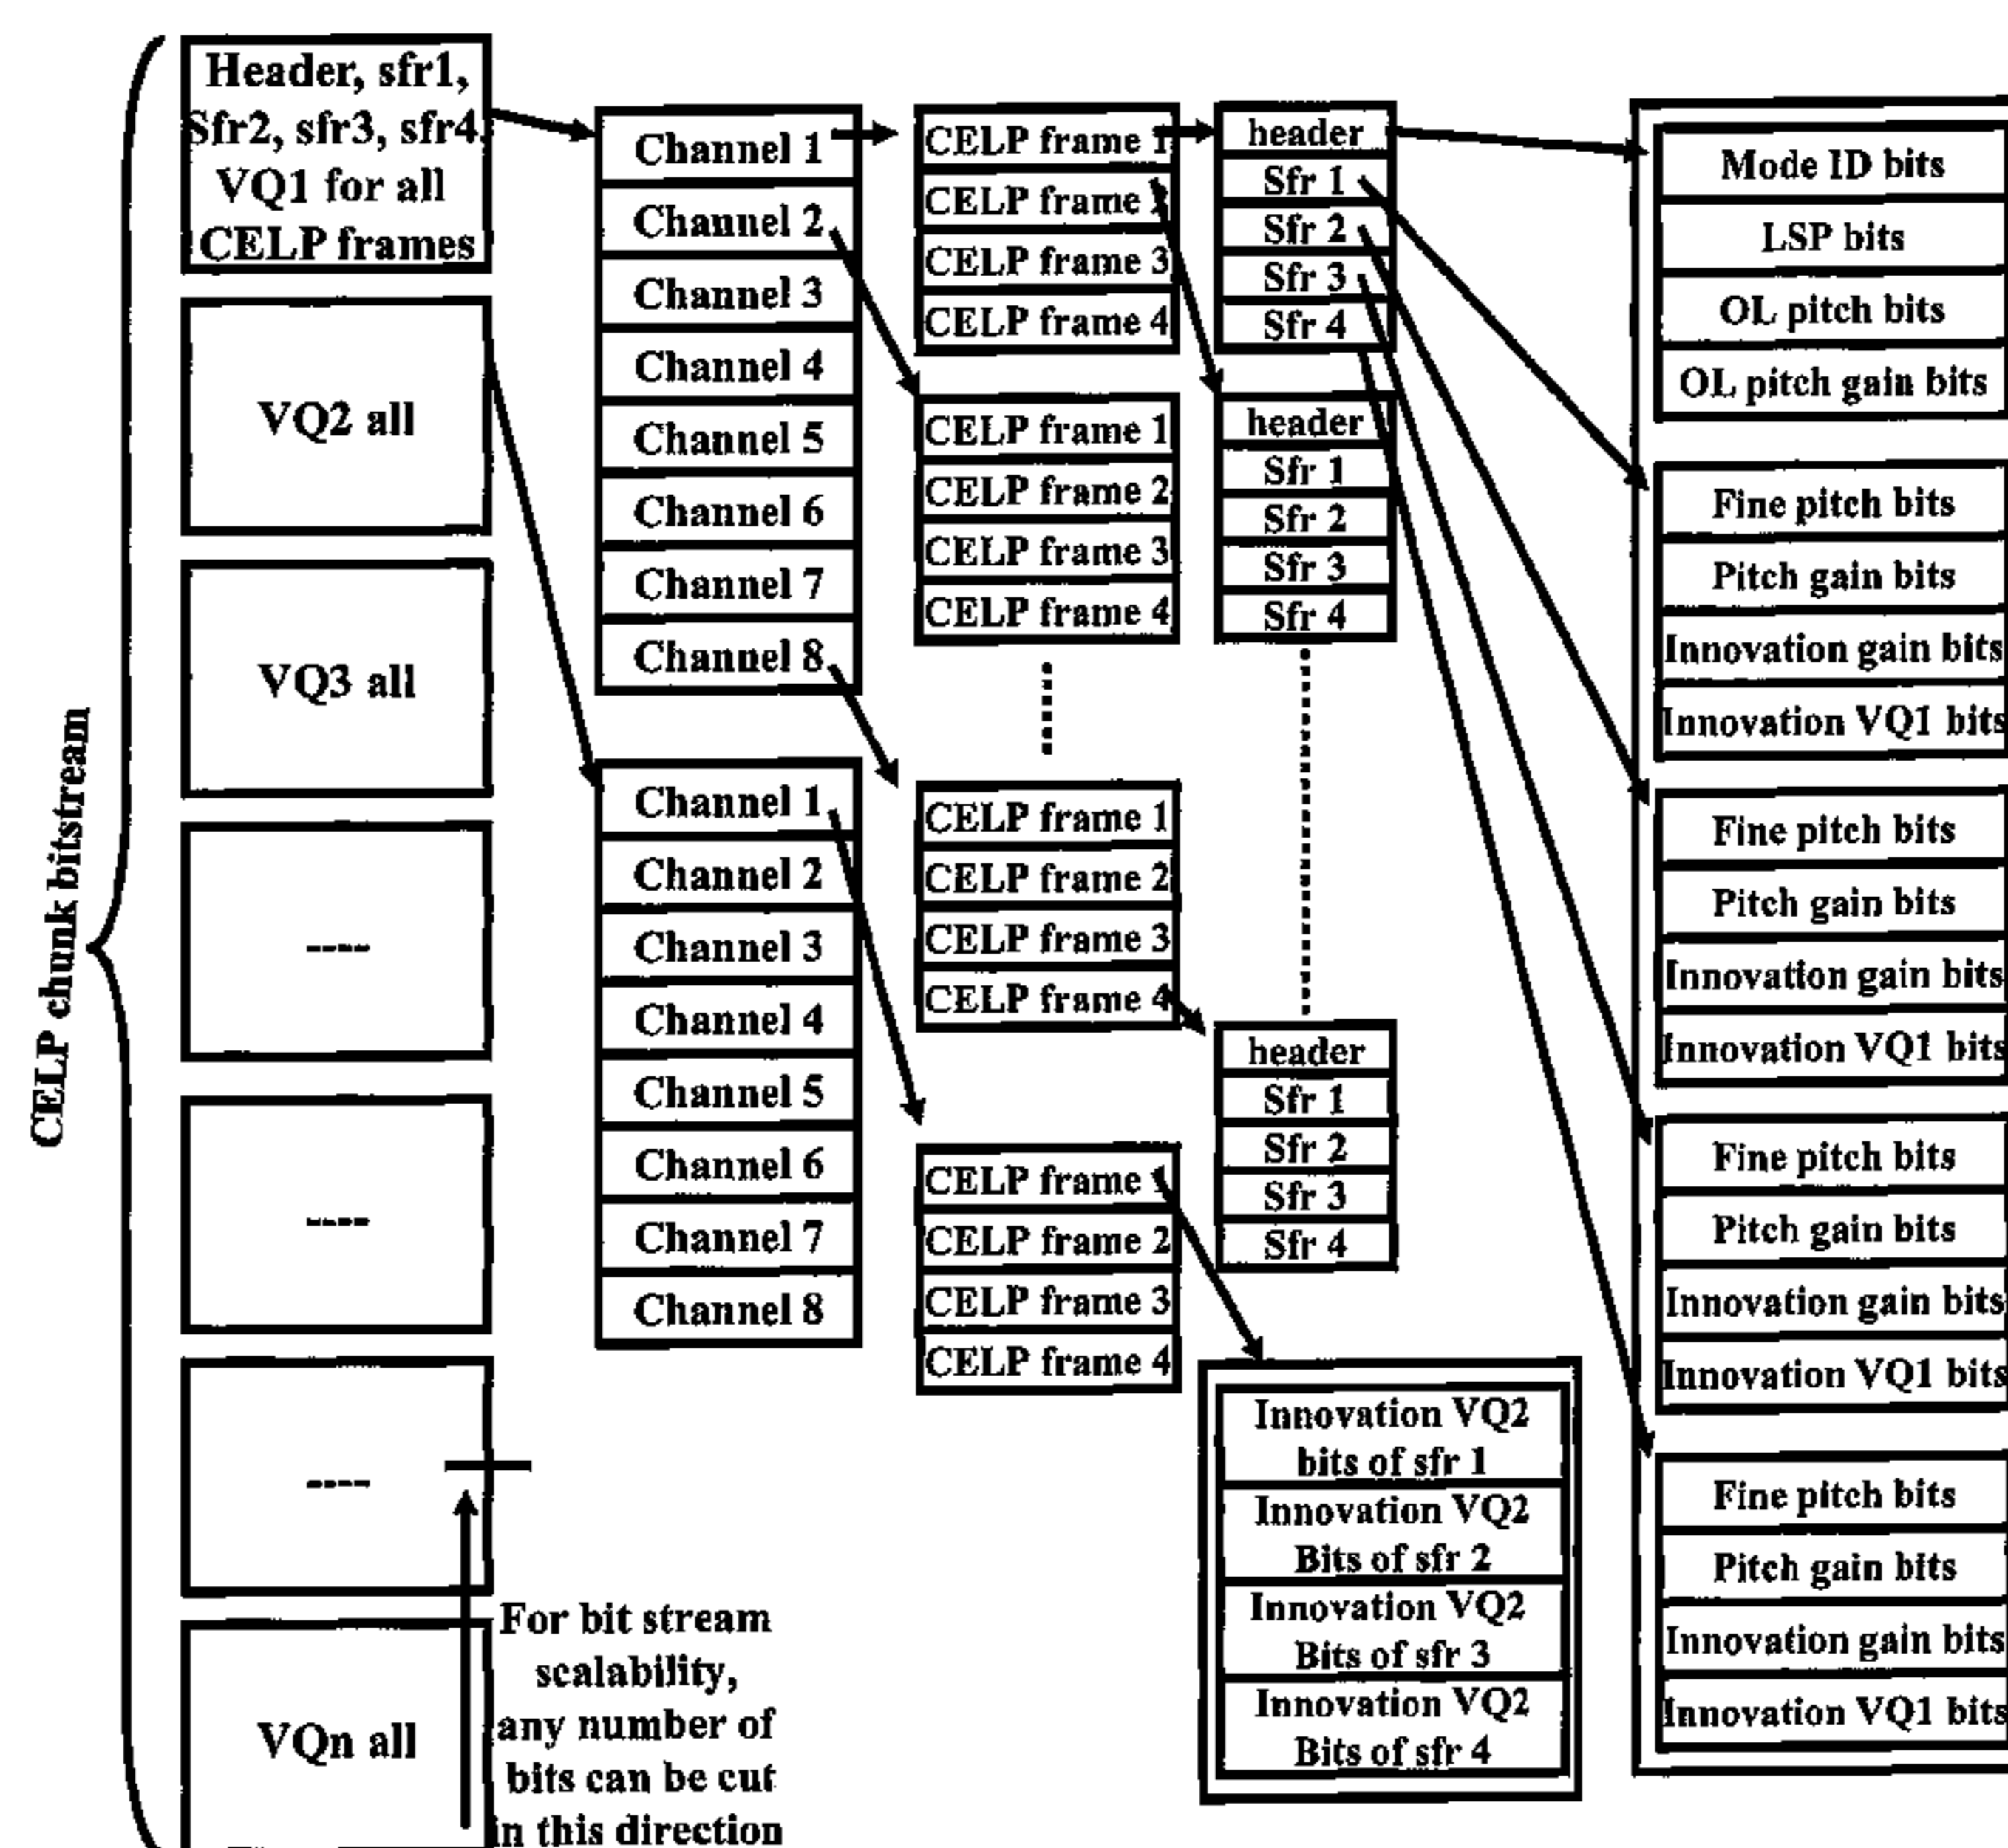 CELP chunk bitstream
Header, sfr1,
Sfr2, sfr3, sfr4,
VQ1 for all
CELP frames
VQ2 all
VQ3 all
----
----
----
VQn all
For bit stream
scalability,
any number of
bits can be cut
in this direction
Channel 1
Channel 2
Channel 3
Channel 4
Channel 5
Channel 6
Channel 7
Channel 8
Channel 1
Channel 2
Channel 3
Channel 4
Channel 5
Channel 6
Channel 7
Channel 8
CELP frame 1
CELP frame 2
CELP frame 3
CELP frame 4
CELP frame 1
CELP frame 2
CELP frame 3
CELP frame 4
CELP frame 1
CELP frame 2
CELP frame 3
CELP frame 4
CELP frame 1
CELP frame 2
CELP frame 3
CELP frame 4
header
Sfr 1
Sfr 2
Sfr 3
Sfr 4
header
Sfr 1
Sfr 2
Sfr 3
Sfr 4
header
Sfr 1
Sfr 2
Sfr 3
Sfr 4
Innovation VQ2
bits of sfr 1
Innovation VQ2
Bits of sfr 2
Innovation VQ2
Bits of sfr 3
Innovation VQ2
Bits of sfr 4
Mode ID bits
LSP bits
OL pitch bits
OL pitch gain bits
Fine pitch bits
Pitch gain bits
Innovation gain bits
Innovation VQ1 bits
Fine pitch bits
Pitch gain bits
Innovation gain bits
Innovation VQ1 bits
Fine pitch bits
Pitch gain bits
Innovation gain bits
Innovation VQ1 bits
Fine pitch bits
Pitch gain bits
Innovation gain bits
Innovation VQ1 bits